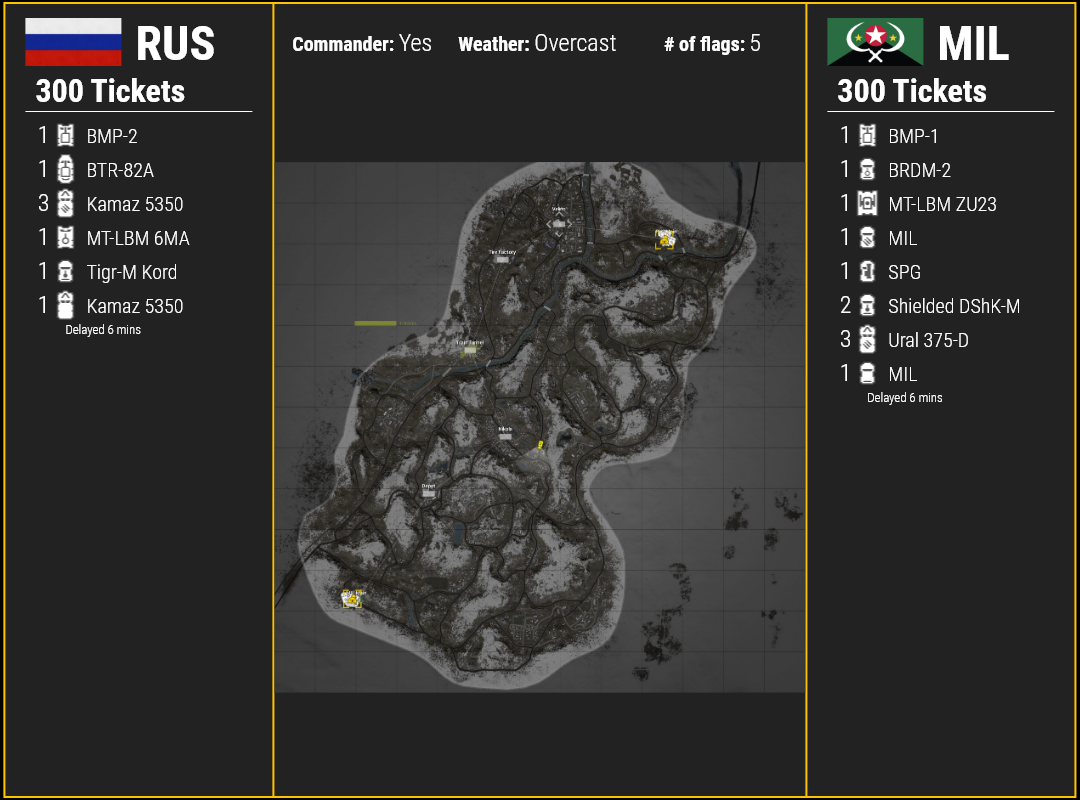 RUS
300 Tickets
1 BMP-2
1 BTR-82A
3 Kamaz 5350
1 MT-LBM 6MA
1 Tigr-M Kord
1 Kamaz 5350
Delayed 6 mins
Commander: Yes Weather: Overcast # of flags: 5
Tire Factory
Nikola
Depot
MIL
300 Tickets
1 BMP-1
1 BRDM-2
1 MT-LBM ZU23
1 MIL
1 SPG
2 Shielded DShK-M
3 Ural 375-D
1 MIL
Delayed 6 mins